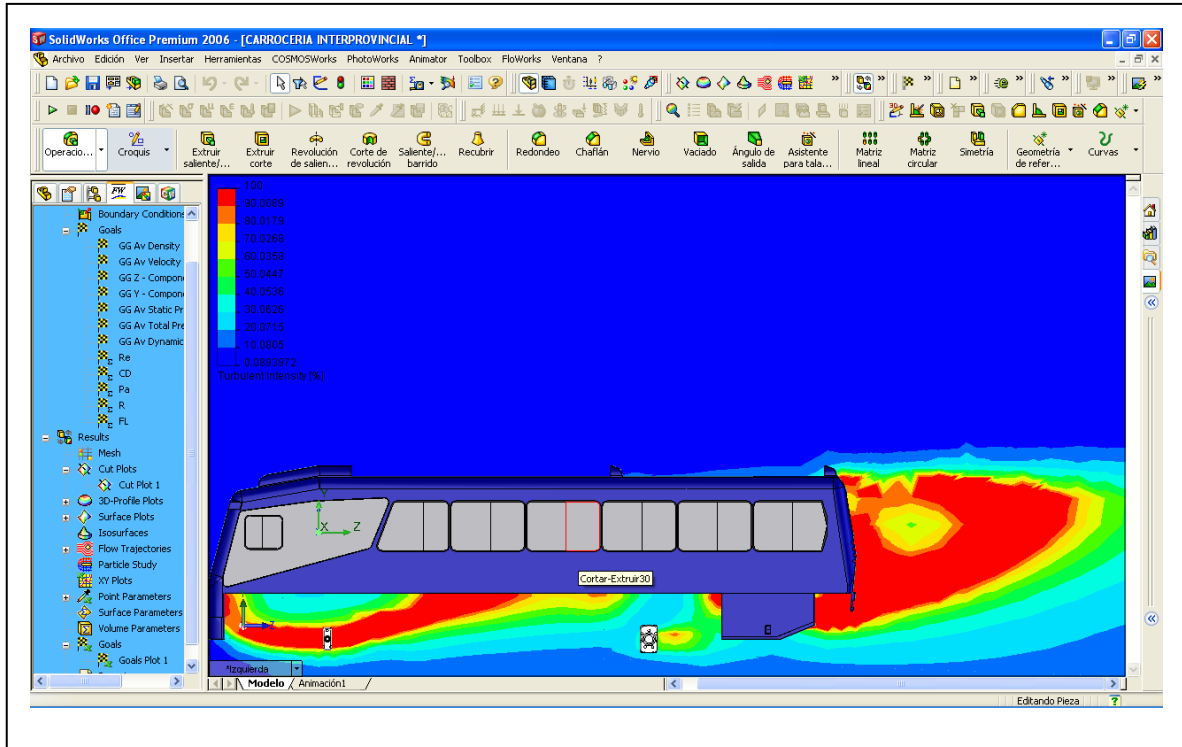 SolidWorks Office Premium 2006 - [CARROCERIA INTERPROVINCIAL *]
Archivo Edición Ver Insertar Herramientas COSMOSWorks PhotoWorks Animator Toolbox FloWorks Ventana ?
Operacio... Croquis Extruir saliente/... Extruir corte Revolución de salien... Corte de revolución Saliente/... barrido Recubrir Redondeo Chaflán Nervio Vaciado Ángulo de salida Asistente para tala... Matriz lineal Matriz circular Simetría Geometría de refer... Curvas
Boundary Conditions
Goals
GG Av Density
GG Av Velocity
GG Z - Compon
GG Y - Compon
GG Av Static Pr
GG Av Total Pre
GG Av Dynamic
Re
CD
Pa
R
FL
Results
Mesh
Cut Plots
Cut Plot 1
3D-Profile Plots
Surface Plots
Isosurfaces
Flow Trajectories
Particle Study
XY Plots
Point Parameters
Surface Parameters
Volume Parameters
Goals
Goals Plot 1
100
90.0089
80.0179
70.0268
60.0358
50.0447
40.0536
30.0626
20.0715
10.0805
0.0893972
Turbulent Intensity [%]
Y
X Z
Cortar-Extruir30
Z
*Izquierda
Modelo Animación1
Editando Pieza ?